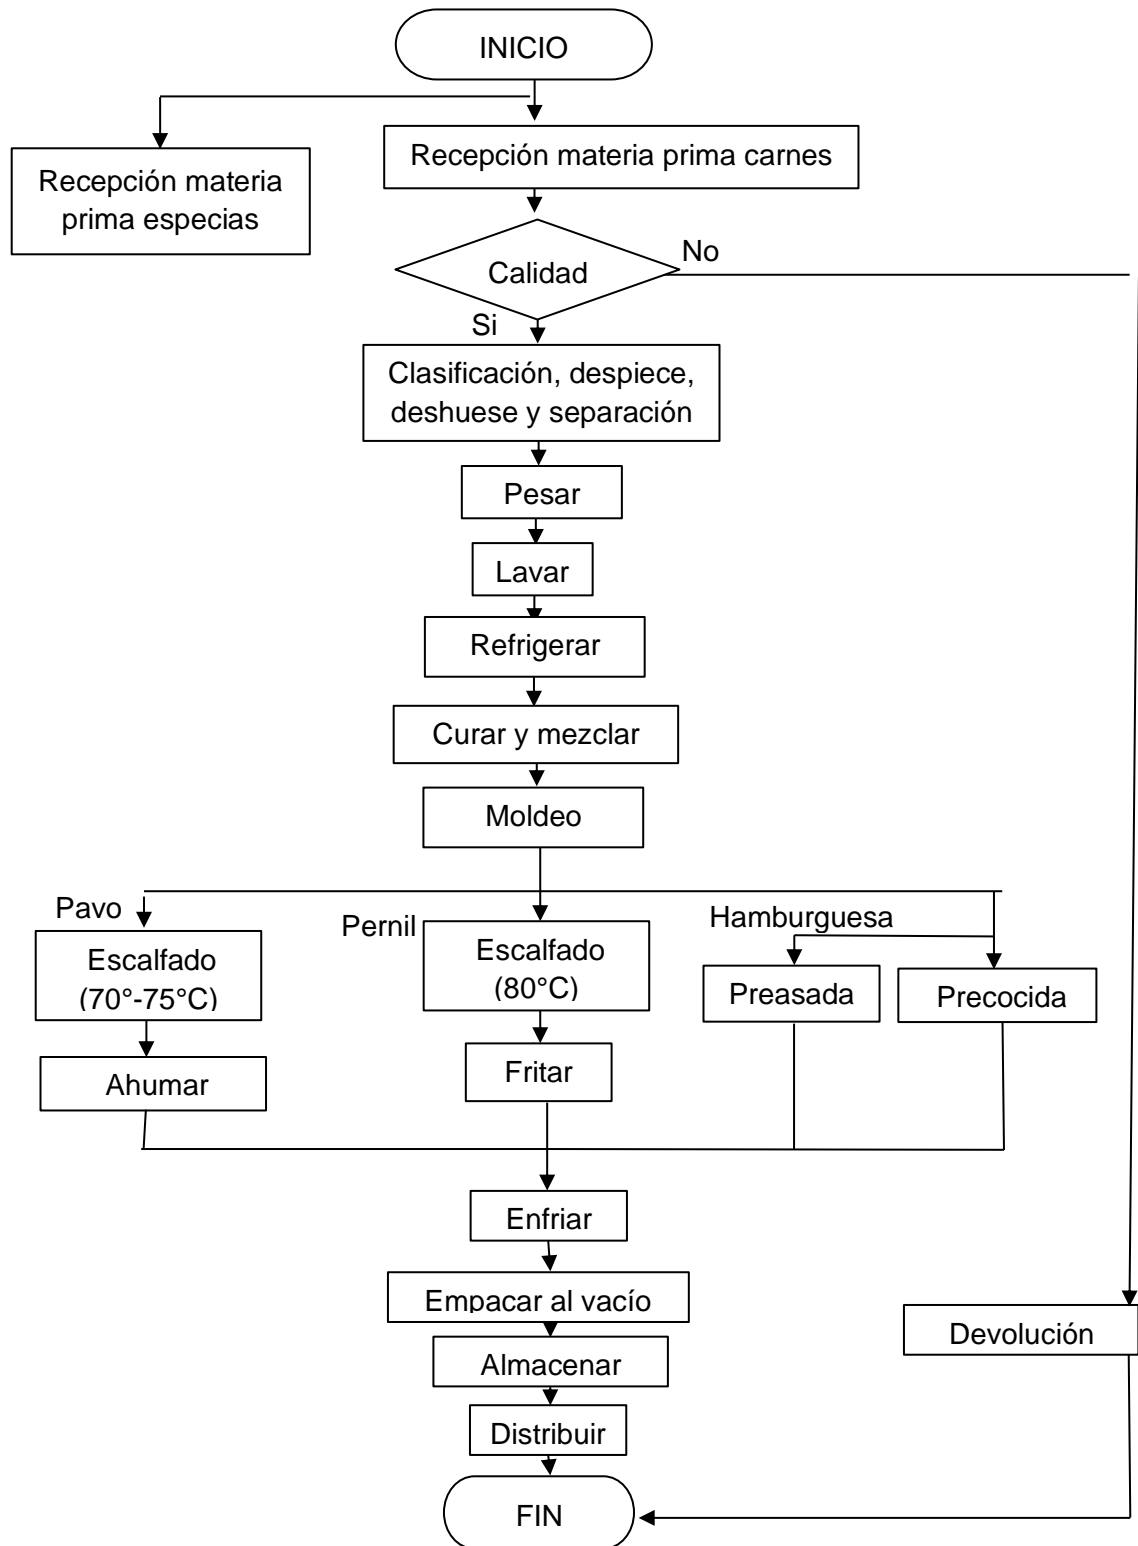 INICIO
Recepción materia prima carnes
Recepción materia
prima especias
No
Calidad
Si
Clasificación, despiece,
deshuese y separación
Pesar
Lavar
Refrigerar
Curar y mezclar
Moldeo
Pavo
Pernil
Hamburguesa
Escalfado
(70°-75°C)
Escalfado
(80°C)
Preasada
Precocida
Ahumar
Fritar
Enfriar
Empacar al vacío
Devolución
Almacenar
Distribuir
FIN